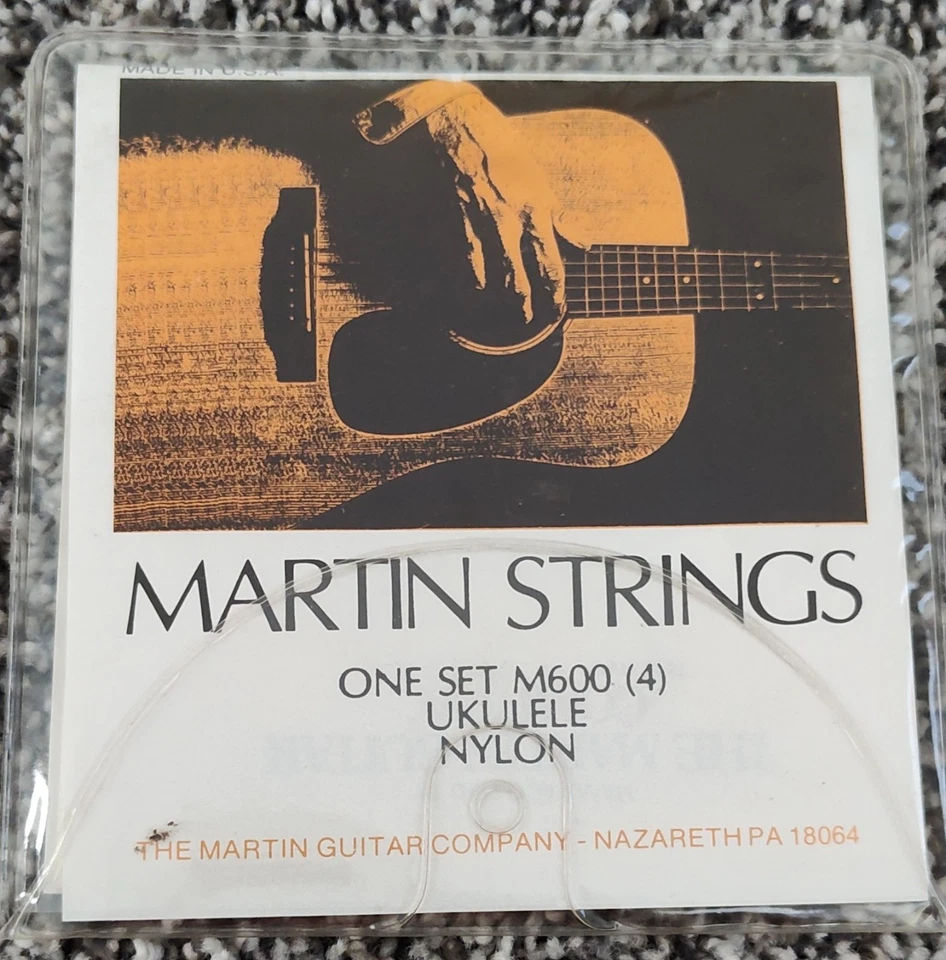 MADE IN U.S.A.
MARTIN STRINGS
ONE SET M600 (4)
UKULELE
NYLON
THE MARTIN GUITAR COMPANY - NAZARETH PA 18064